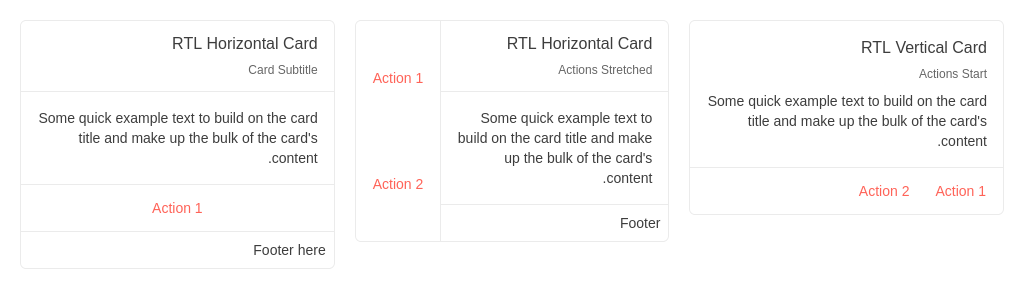 RTL Horizontal Card
Card Subtitle
Some quick example text to build on the card
title and make up the bulk of the card's
.content
Action 1
Footer here
RTL Horizontal Card
Actions Stretched
Some quick example text to
build on the card title and make
up the bulk of the card's
.content
Footer
Action 1
Action 2
RTL Vertical Card
Actions Start
Some quick example text to build on the card
title and make up the bulk of the card's
.content
Action 2 Action 1